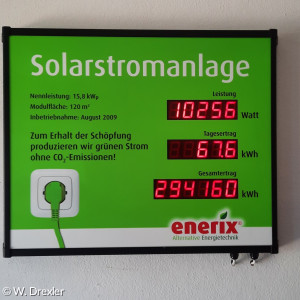 Solarstromanlage
Nennleistung: 15,8 kWp
Modulfläche: 120 m²
Inbetriebnahme: August 2009
Leistung
10256 Watt
Tagesertrag
67.6 kWh
Zum Erhalt der Schöpfung
produzieren wir grünen Strom
ohne CO₂-Emissionen!
Gesamtertrag
294160 kWh
enerix®
Alternative Energietechnik
© W. Drexler